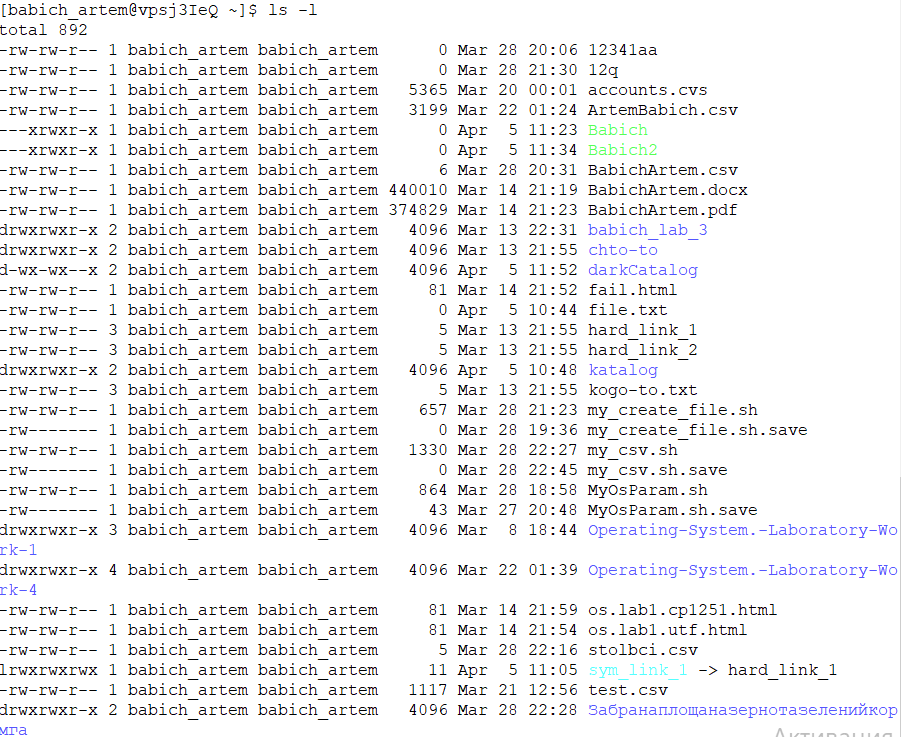 [babich_artem@vpsj3IeQ ~]$ ls -l
total 892
-rw-rw-r-- 1 babich_artem babich_artem      0 Mar 28 20:06 12341aa
-rw-rw-r-- 1 babich_artem babich_artem      0 Mar 28 21:30 12q
-rw-rw-r-- 1 babich_artem babich_artem   5365 Mar 20 00:01 accounts.cvs
-rw-rw-r-- 1 babich_artem babich_artem   3199 Mar 22 01:24 ArtemBabich.csv
---xrwxr-x 1 babich_artem babich_artem      0 Apr  5 11:23 Babich
---xrwxr-x 1 babich_artem babich_artem      0 Apr  5 11:34 Babich2
-rw-rw-r-- 1 babich_artem babich_artem      6 Mar 28 20:31 BabichArtem.csv
-rw-rw-r-- 1 babich_artem babich_artem 440010 Mar 14 21:19 BabichArtem.docx
-rw-rw-r-- 1 babich_artem babich_artem 374829 Mar 14 21:23 BabichArtem.pdf
drwxrwxr-x 2 babich_artem babich_artem   4096 Mar 13 22:31 babich_lab_3
drwxrwxr-x 2 babich_artem babich_artem   4096 Mar 13 21:55 chto-to
d-wx-wx--x 2 babich_artem babich_artem   4096 Apr  5 11:52 darkCatalog
-rw-rw-r-- 1 babich_artem babich_artem     81 Mar 14 21:52 fail.html
-rw-rw-r-- 1 babich_artem babich_artem      0 Apr  5 10:44 file.txt
-rw-rw-r-- 3 babich_artem babich_artem      5 Mar 13 21:55 hard_link_1
-rw-rw-r-- 3 babich_artem babich_artem      5 Mar 13 21:55 hard_link_2
drwxrwxr-x 2 babich_artem babich_artem   4096 Apr  5 10:48 katalog
-rw-rw-r-- 3 babich_artem babich_artem      5 Mar 13 21:55 kogo-to.txt
-rw-rw-r-- 1 babich_artem babich_artem    657 Mar 28 21:23 my_create_file.sh
-rw------- 1 babich_artem babich_artem      0 Mar 28 19:36 my_create_file.sh.save
-rw-rw-r-- 1 babich_artem babich_artem   1330 Mar 28 22:27 my_csv.sh
-rw------- 1 babich_artem babich_artem      0 Mar 28 22:45 my_csv.sh.save
-rw-rw-r-- 1 babich_artem babich_artem    864 Mar 28 18:58 MyOsParam.sh
-rw------- 1 babich_artem babich_artem     43 Mar 27 20:48 MyOsParam.sh.save
drwxrwxr-x 3 babich_artem babich_artem   4096 Mar  8 18:44 Operating-System.-Laboratory-Wo
rk-1
drwxrwxr-x 4 babich_artem babich_artem   4096 Mar 22 01:39 Operating-System.-Laboratory-Wo
rk-4
-rw-rw-r-- 1 babich_artem babich_artem     81 Mar 14 21:59 os.lab1.cp1251.html
-rw-rw-r-- 1 babich_artem babich_artem     81 Mar 14 21:54 os.lab1.utf.html
-rw-rw-r-- 1 babich_artem babich_artem      5 Mar 28 22:16 stolbci.csv
lrwxrwxrwx 1 babich_artem babich_artem     11 Apr  5 11:05 sym_link_1 -> hard_link_1
-rw-rw-r-- 1 babich_artem babich_artem   1117 Mar 21 12:56 test.csv
drwxrwxr-x 2 babich_artem babich_artem   4096 Mar 28 22:28 Забранаплощаназернотазеленийкор
мга
Активация